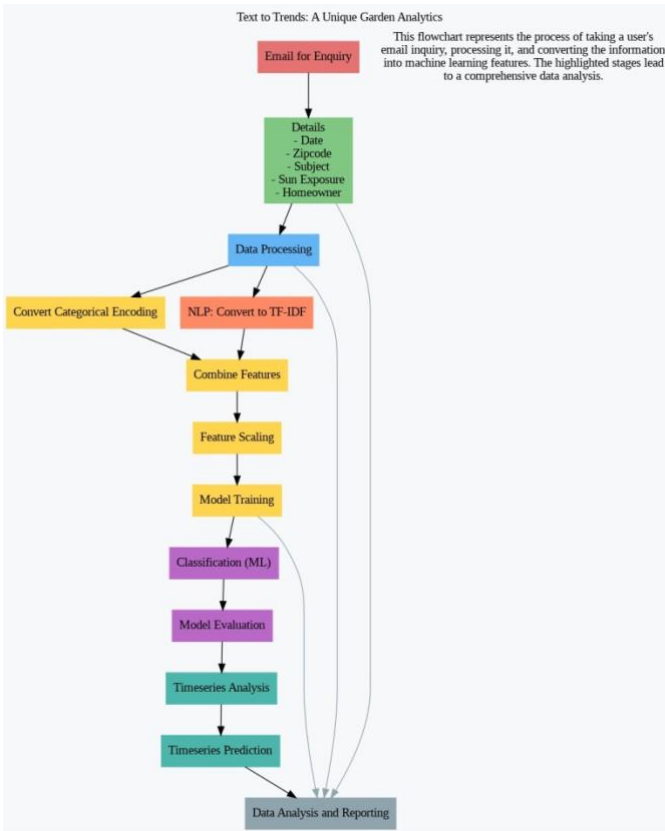 Text to Trends: A Unique Garden Analytics
This flowchart represents the process of taking a user's
email inquiry, processing it, and converting the information
into machine learning features. The highlighted stages lead
to a comprehensive data analysis.
Email for Enquiry
Details
- Date
- Zipcode
- Subject
- Sun Exposure
- Homeowner
Data Processing
Convert Categorical Encoding
NLP: Convert to TF-IDF
Combine Features
Feature Scaling
Model Training
Classification (ML)
Model Evaluation
Timeseries Analysis
Timeseries Prediction
Data Analysis and Reporting